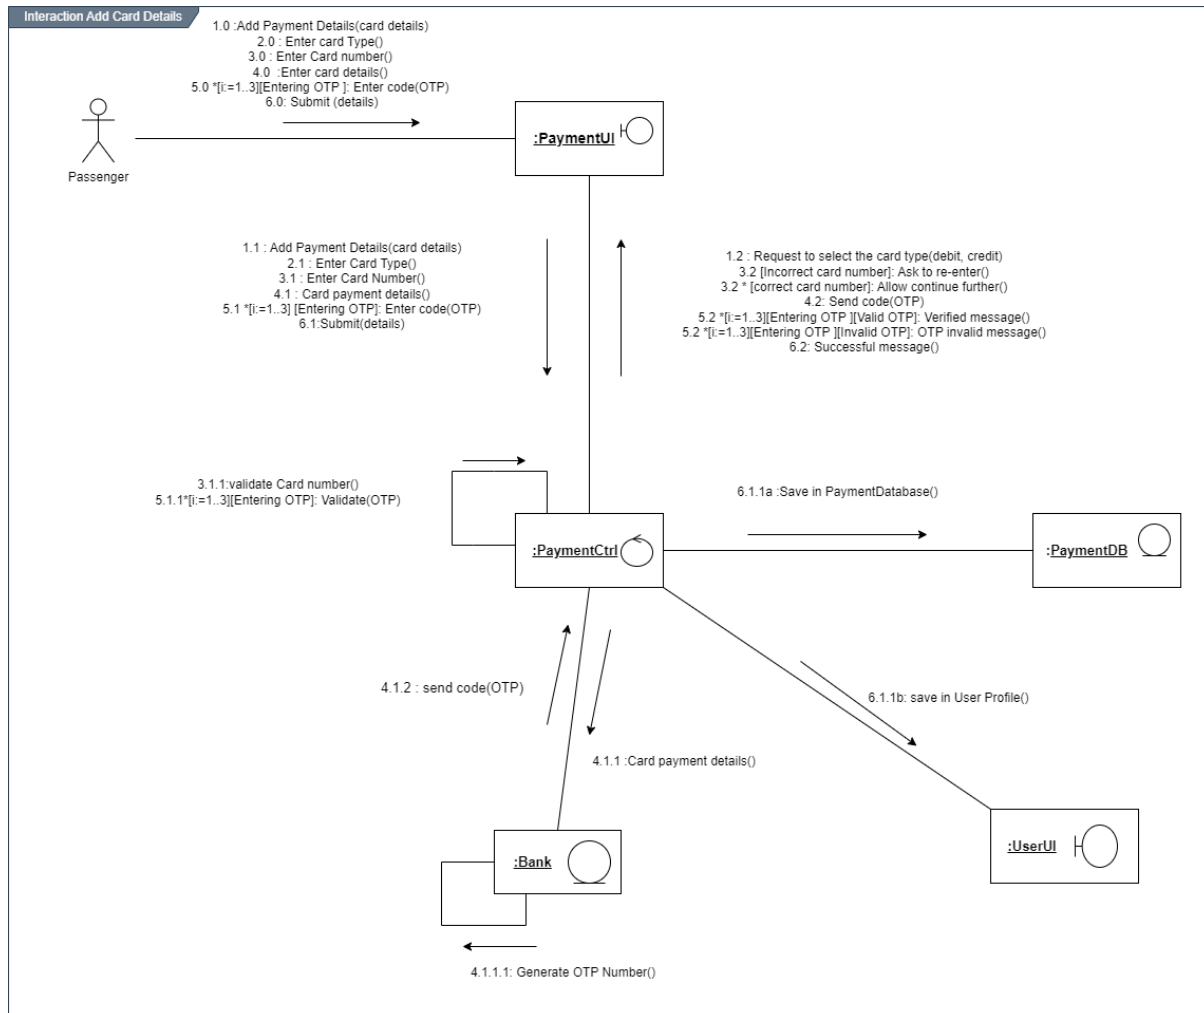 Interaction Add Card Details
1.0 :Add Payment Details(card details)
2.0 : Enter card Type()
3.0 : Enter Card number()
4.0 :Enter card details()
5.0 *[i:=1..3][Entering OTP ]: Enter code(OTP)
6.0: Submit (details)
Passenger
:PaymentUI
1.1 : Add Payment Details(card details)
2.1 : Enter Card Type()
3.1 : Enter Card Number()
4.1 : Card payment details()
5.1 *[i:=1..3] [Entering OTP]: Enter code(OTP)
6.1:Submit(details)
1.2 : Request to select the card type(debit, credit)
3.2 [Incorrect card number]: Ask to re-enter()
3.2 * [correct card number]: Allow continue further()
4.2: Send code(OTP)
5.2 *[i:=1..3][Entering OTP ][Valid OTP]: Verified message()
5.2 *[i:=1..3][Entering OTP ][Invalid OTP]: OTP invalid message()
6.2: Successful message()
3.1.1:validate Card number()
5.1.1*[i:=1..3][Entering OTP]: Validate(OTP)
6.1.1a :Save in PaymentDatabase()
:PaymentCtrl
:PaymentDB
4.1.2 : send code(OTP)
6.1.1b: save in User Profile()
4.1.1 :Card payment details()
:Bank
:UserUI
4.1.1.1: Generate OTP Number()